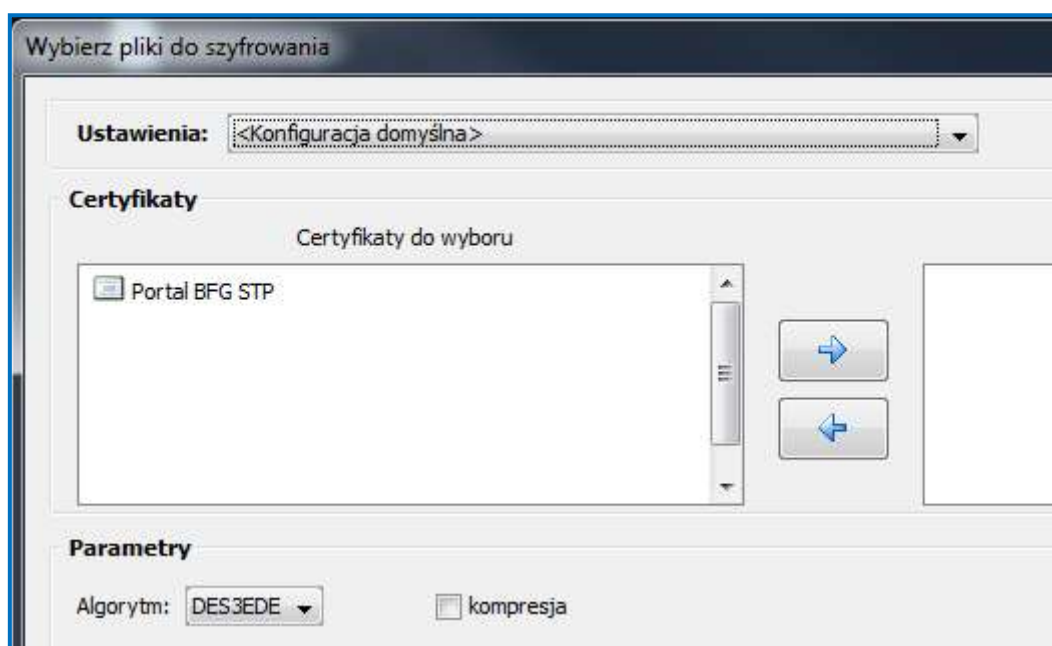 Wybierz pliki do szyfrowania
Ustawienia: <Konfiguracja domyślna>
Certyfikaty
Certyfikaty do wyboru
Portal BFG STP
Parametry
Algorytm: DES3EDE kompresja